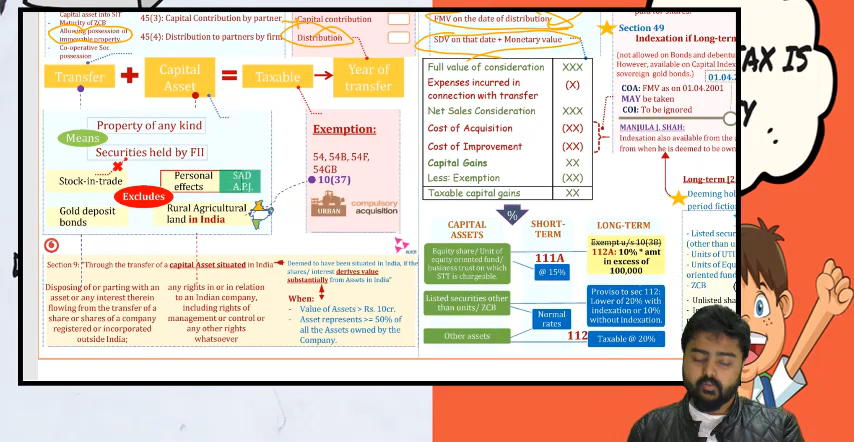 Capital asset into SIT
- Maturity of ZCB
- Allowing possession of immovable property.
- Co-operative Soc. possession
45(3): Capital Contribution by partner
45(4): Distribution to partners by firm
Capital contribution
Distribution
FMV on the date of distribution
SDV on that date + Monetary value
Transfer + Capital Asset = Taxable → Year of transfer
Property of any kind
Means
Securities held by FII
Stock-in-trade
Personal effects
SAD
A.P.J.
Excludes
Gold deposit bonds
Rural Agricultural land in India
Exemption:
54, 54B, 54F,
54GB
10(37)
URBAN
compulsory
acquisition
Full value of consideration XXX
Expenses incurred in connection with transfer (X)
Net Sales Consideration XXX
Cost of Acquisition (XX)
Cost of Improvement (XX)
Capital Gains XX
Less: Exemption (XX)
Taxable capital gains XX
Section 49
Indexation in Long-term
(not allowed on Bonds and debentu
However, available on Capital Index
sovereign gold bonds.)
01.04.2
COA: FMV as on 01.04.2001
MAY be taken
COI: To be ignored
MANJULA J. SHAH:
Indexation also available from the
from when he is deemed to be own
Long-term [2
Deeming hol
period fiction
- Listed secur
(other than u
- Units of UTI
- Units of Equ
oriented fund
- ZCB
- Unlisted sha
%
CAPITAL ASSETS
SHORT-TERM
LONG-TERM
Equity share/ Unit of
equity oriented fund/
business trust on which
STT is chargeable.
111A
@ 15%
Exempt u/s 10(38)
112A: 10% * amt
in excess of
100,000
Listed securities other
than units/ ZCB
Normal rates
Proviso to sec 112:
Lower of 20% with
indexation or 10%
without indexation.
Other assets
112
Taxable @ 20%
Section 9: "Through the transfer of a capital Asset situated in India"
Deemed to have been situated in India, if the
shares/ interest derives value
substantially from Assets in India"
Disposing of or parting with an
asset or any interest therein
flowing from the transfer of a
share or shares of a company
registered or incorporated
outside India;
any rights in or in relation
to an Indian company,
including rights of
management or control or
any other rights
whatsoever
When:
- Value of Assets > Rs. 10cr.
- Asset represents >= 50% of
all the Assets owned by the
Company.
TAX IS